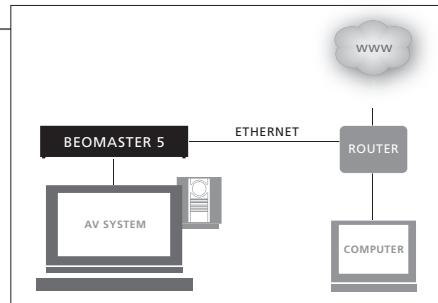 WWW
ETHERNET
BEOMASTER 5
ROUTER
AV SYSTEM
COMPUTER